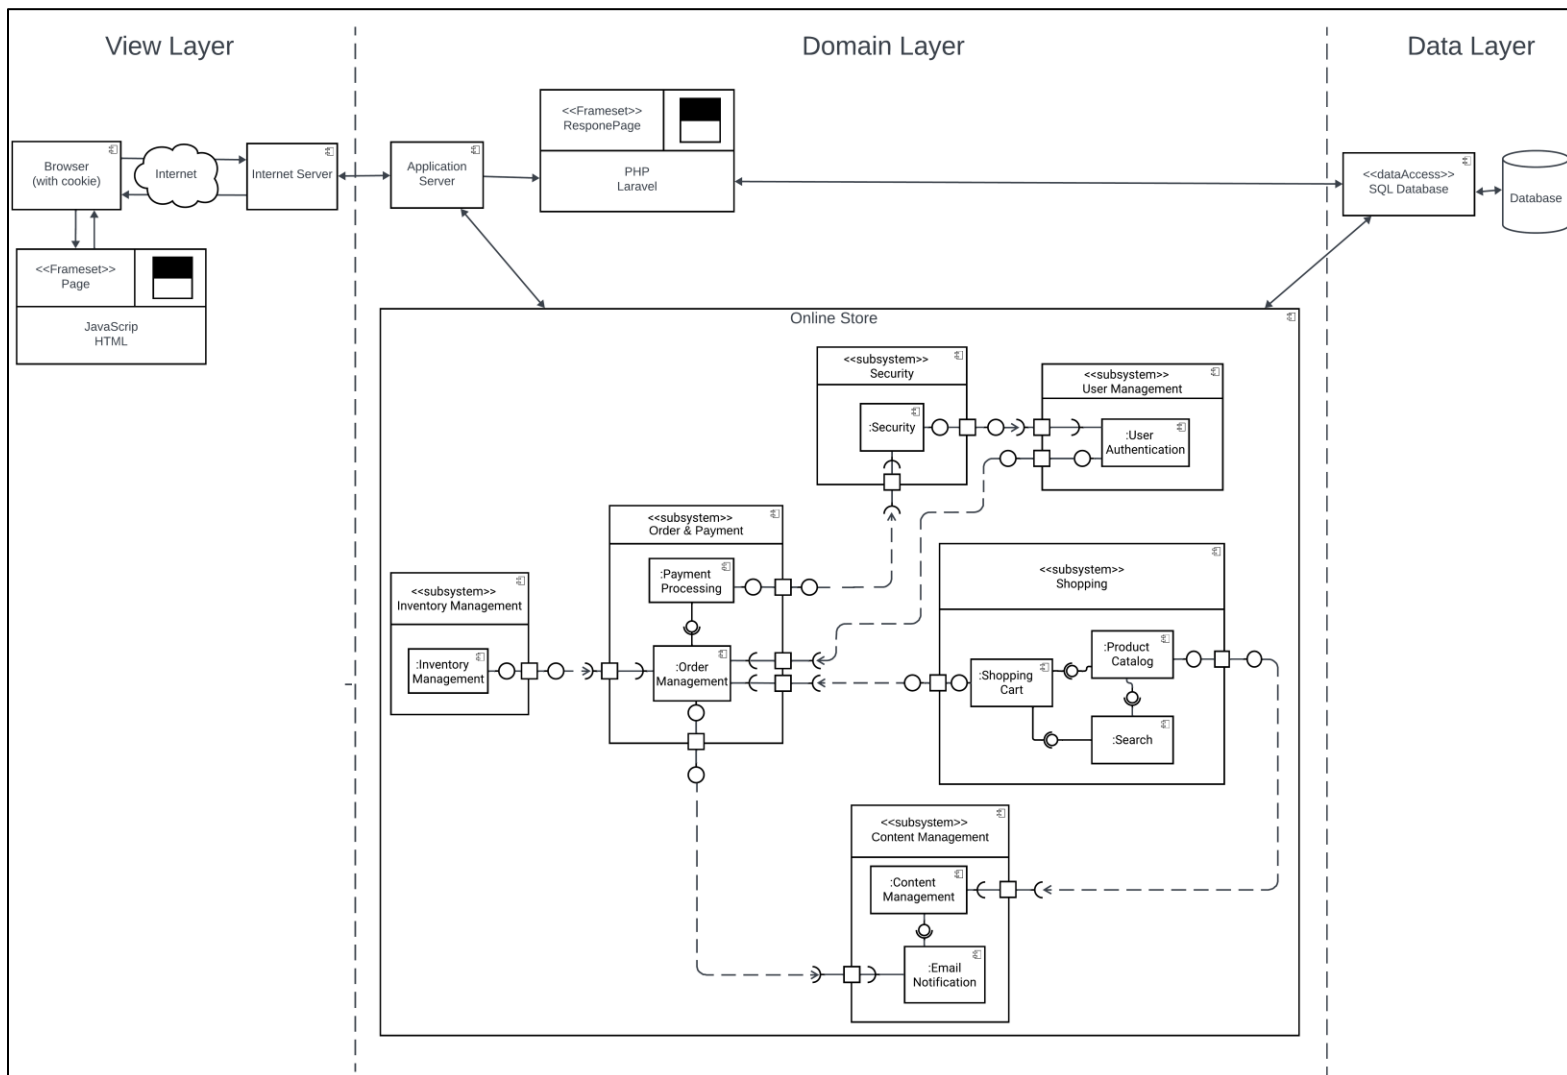 View Layer
Domain Layer
Data Layer
<<Frameset>>
ResponePage
PHP
Laravel
Browser
(with cookie)
Internet
Internet Server
Application
Server
<<dataAccess>>
SQL Database
Database
<<Frameset>>
Page
JavaScrip
HTML
Online Store
<<subsystem>>
Security
:Security
<<subsystem>>
User Management
:User
Authentication
<<subsystem>>
Order & Payment
:Payment
Processing
:Order
Management
<<subsystem>>
Inventory Management
:Inventory
Management
<<subsystem>>
Shopping
:Product
Catalog
:Shopping
Cart
:Search
<<subsystem>>
Content Management
:Content
Management
:Email
Notification